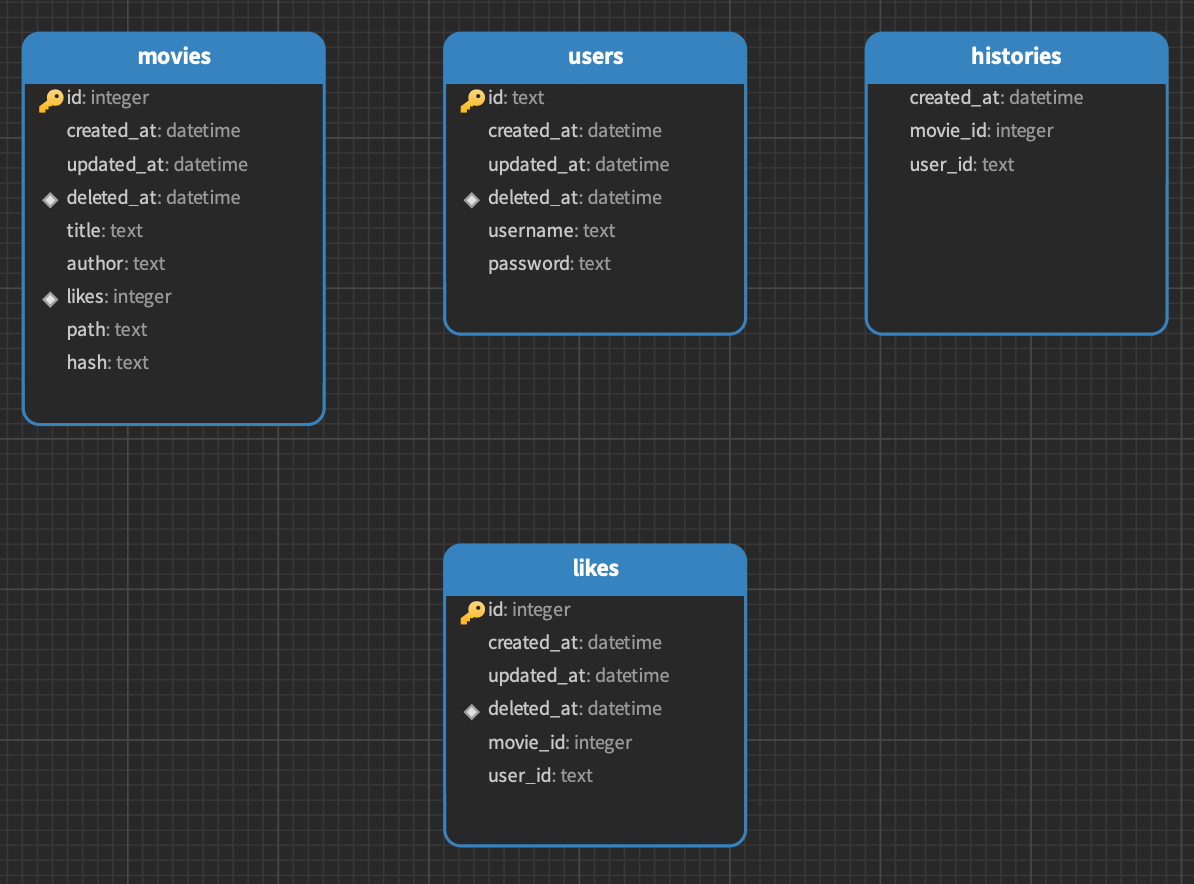 movies
id: integer
created_at: datetime
updated_at: datetime
deleted_at: datetime
title: text
author: text
likes: integer
path: text
hash: text
users
id: text
created_at: datetime
updated_at: datetime
deleted_at: datetime
username: text
password: text
histories
created_at: datetime
movie_id: integer
user_id: text
likes
id: integer
created_at: datetime
updated_at: datetime
deleted_at: datetime
movie_id: integer
user_id: text